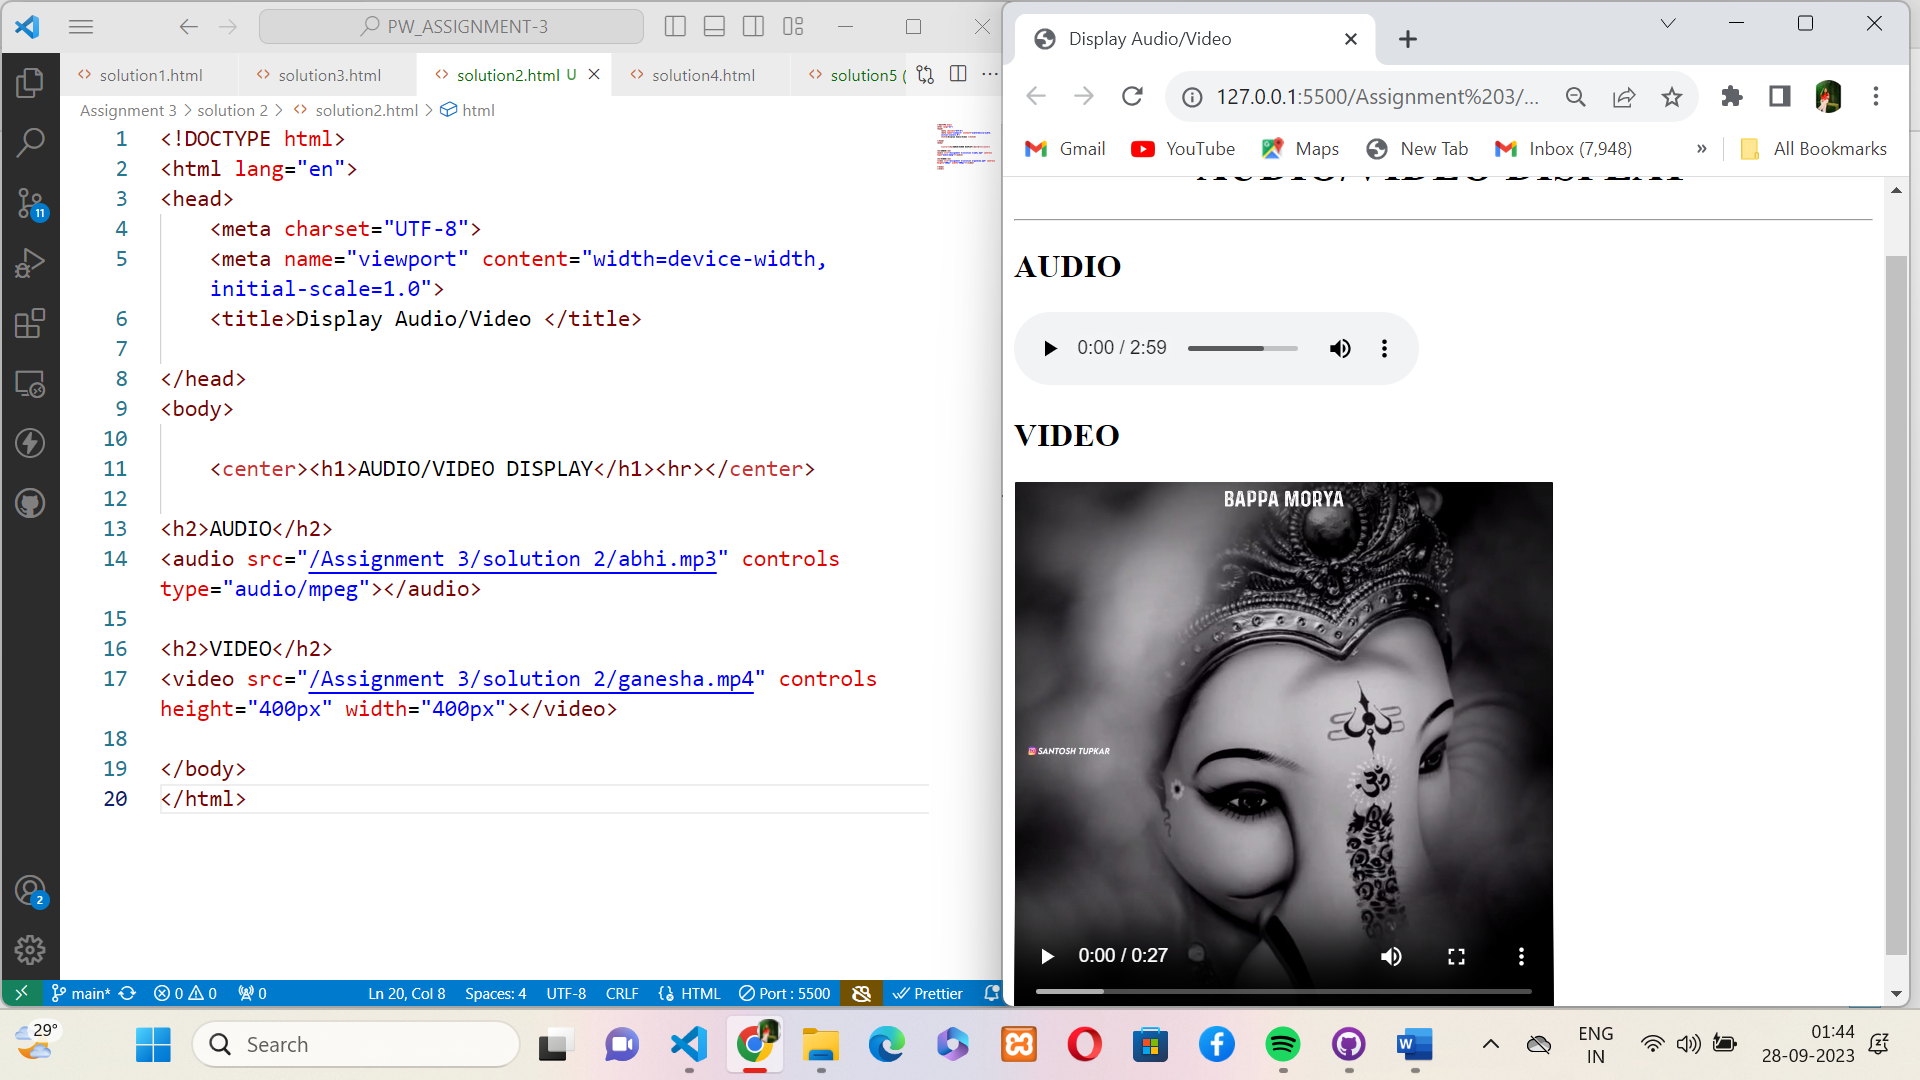 PW_ASSIGNMENT-3
solution1.html
solution3.html
solution2.html U
solution4.html
solution5 (
Assignment 3 > solution 2 > solution2.html > html
1 <!DOCTYPE html>
2 <html lang="en">
3 <head>
4 <meta charset="UTF-8">
5 <meta name="viewport" content="width=device-width,
initial-scale=1.0">
6 <title>Display Audio/Video </title>
7
8 </head>
9 <body>
10
11 <center><h1>AUDIO/VIDEO DISPLAY</h1><hr></center>
12
13 <h2>AUDIO</h2>
14 <audio src="/Assignment 3/solution 2/abhi.mp3" controls
type="audio/mpeg"></audio>
15
16 <h2>VIDEO</h2>
17 <video src="/Assignment 3/solution 2/ganesha.mp4" controls
height="400px" width="400px"></video>
18
19 </body>
20 </html>
11
2
main* 0 0 0 Ln 20, Col 8 Spaces: 4 UTF-8 CRLF HTML Port : 5500 Prettier
Display Audio/Video
127.0.0.1:5500/Assignment%203/...
Gmail YouTube Maps New Tab Inbox (7,948) » All Bookmarks
AUDIO/VIDEO DISPLAY
AUDIO
0:00 / 2:59
VIDEO
BAPPA MORYA
SANTOSH TUPKAR
ॐ
0:00 / 0:27
29°
Search
W
ENG
IN
01:44
28-09-2023